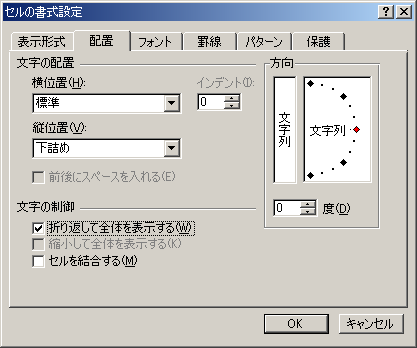 セルの書式設定
表示形式 配置 フォント 罫線 パターン 保護
文字の配置
横位置(H):
標準
インデント(I):
0
縦位置(V):
下詰め
前後にスペースを入れる(E)
文字の制御
折り返して全体を表示する(W)
縮小して全体を表示する(K)
セルを結合する(M)
方向
文字列
文字列
0 度(D)
OK キャンセル